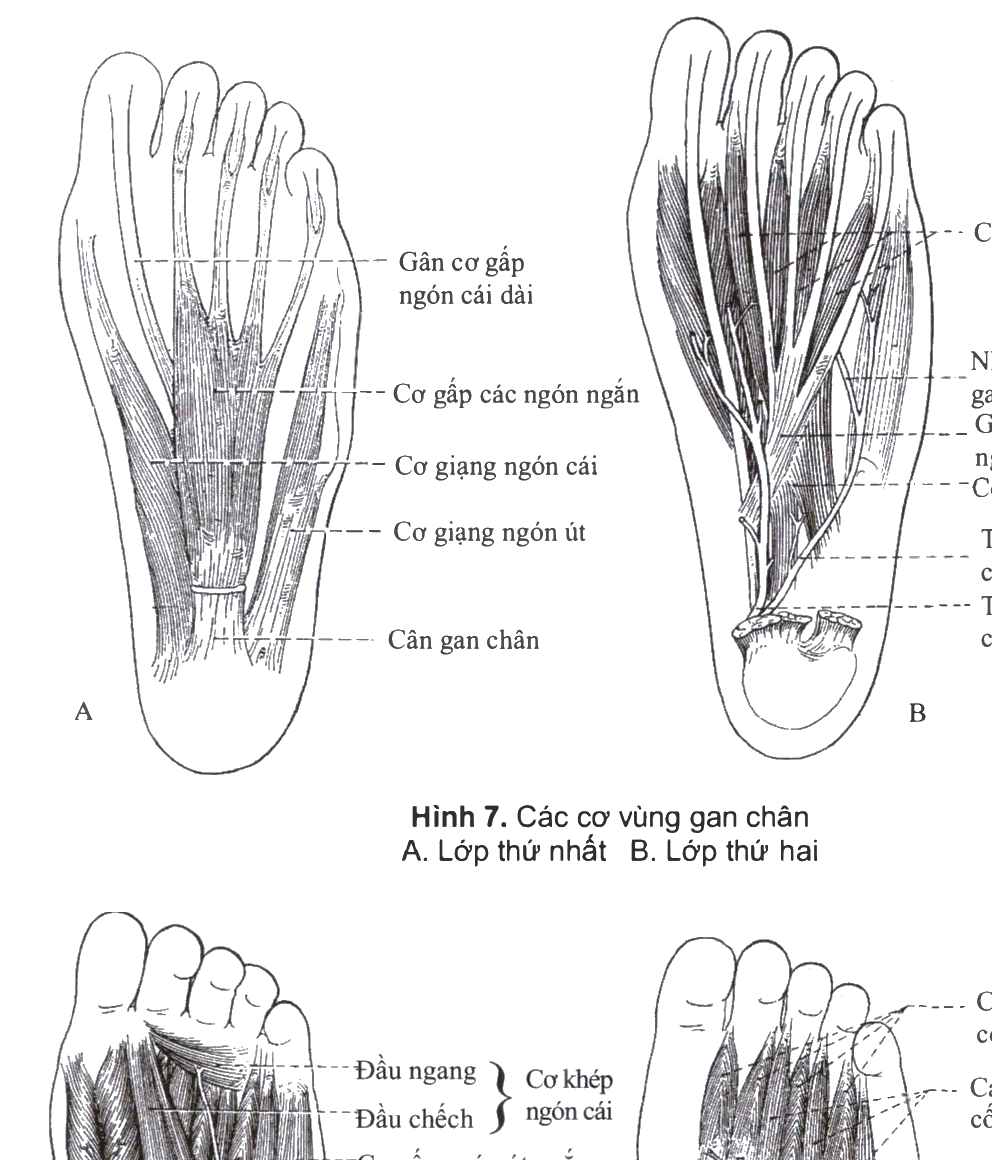 Gân cơ gấp
ngón cái dài
Cơ gấp các ngón ngắn
Cơ giạng ngón cái
Cơ giạng ngón út
Cân gan chân
A
B
Hình 7. Các cơ vùng gan chân
A. Lớp thứ nhất B. Lớp thứ hai
Đầu ngang
Đầu chếch
Cơ khép
ngón cái